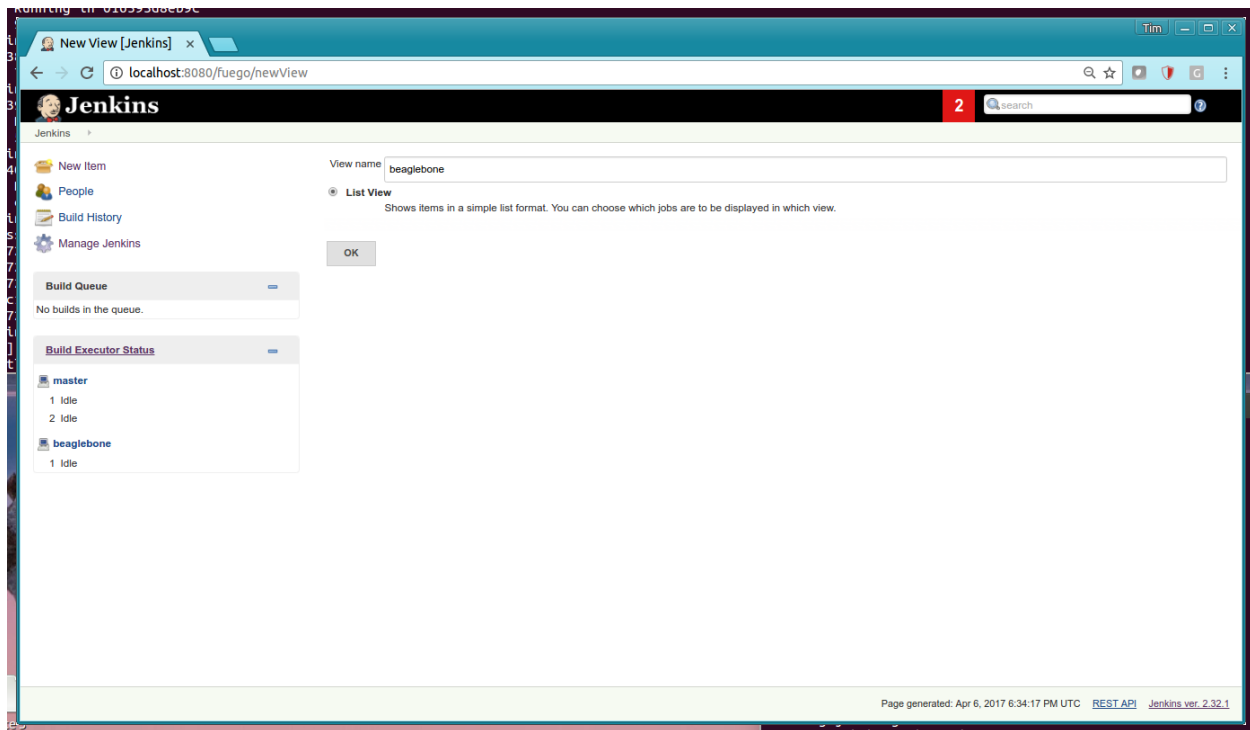 Running in 016395d8eb9c
Tim
New View [Jenkins]
localhost:8080/fuego/newView
Jenkins
2
search
Jenkins
New Item
People
Build History
Manage Jenkins
Build Queue
No builds in the queue.
Build Executor Status
master
1 Idle
2 Idle
beaglebone
1 Idle
View name beaglebone
List View
Shows items in a simple list format. You can choose which jobs are to be displayed in which view.
OK
Page generated: Apr 6, 2017 6:34:17 PM UTC REST API Jenkins ver. 2.32.1